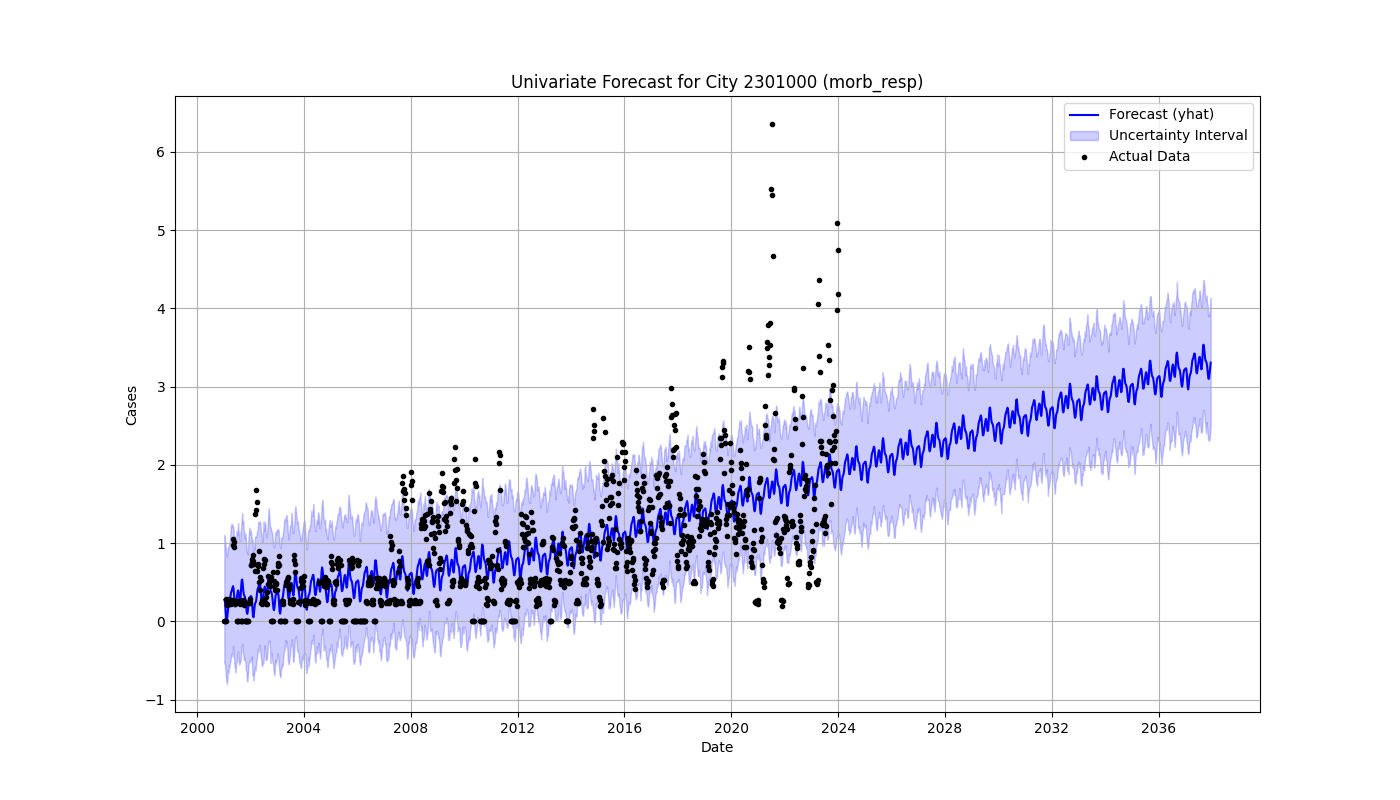 Univariate Forecast for City 2301000 (morb_resp)
Forecast (yhat)
Uncertainty Interval
Actual Data
Cases
6
5
4
3
2
1
0
−1
2000 2004 2008 2012 2016 2020 2024 2028 2032 2036
Date